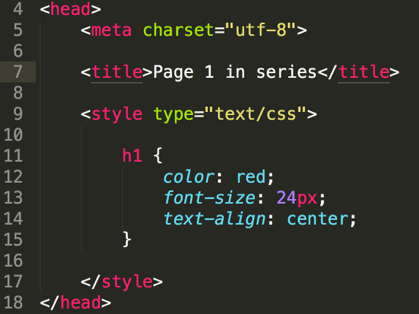 4 <head>
5 <meta charset="utf-8">
6
7 <title>Page 1 in series</title>
8
9 <style type="text/css">
10
11 h1 {
12 color: red;
13 font-size: 24px;
14 text-align: center;
15 }
16
17 </style>
18 </head>